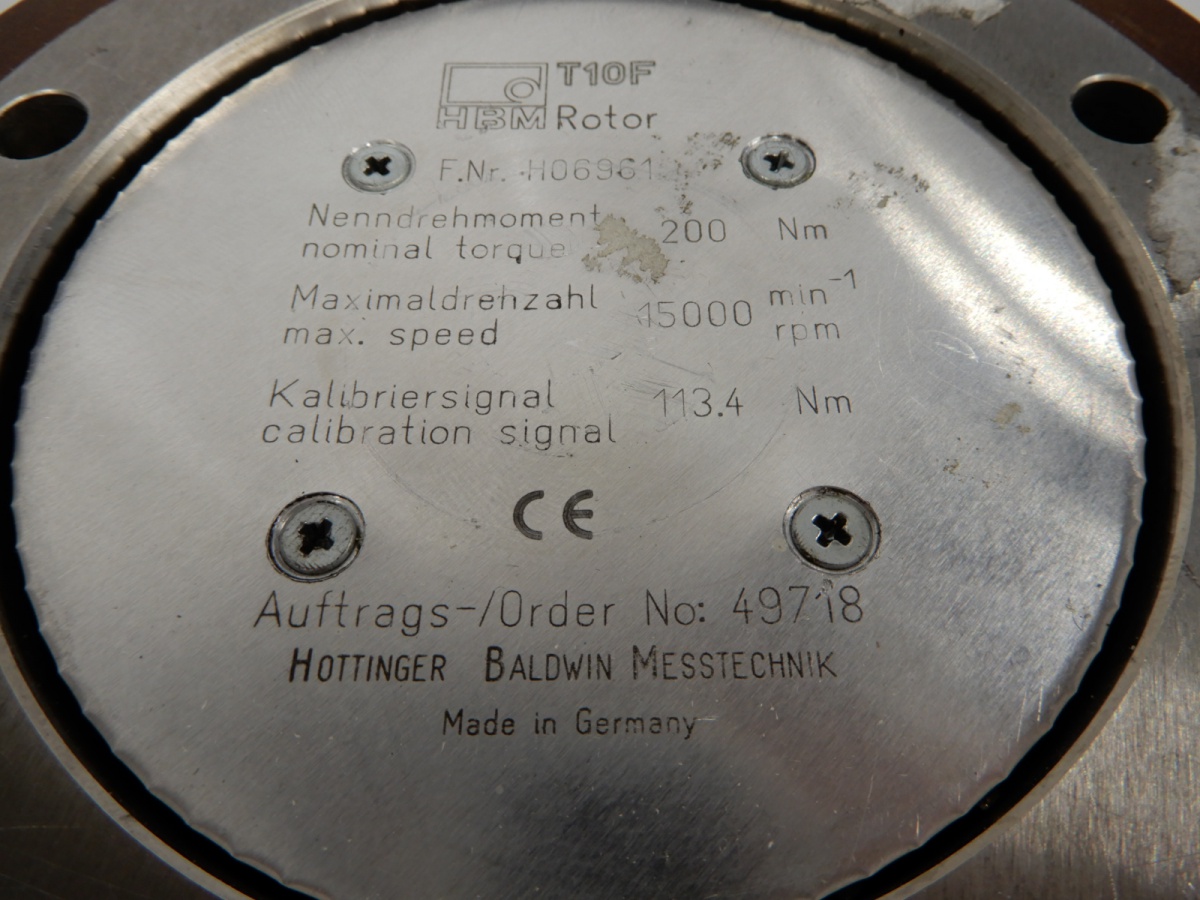 T10F
HBM Rotor
F.Nr. H06961
Nenndrehmoment
nominal torque 200 Nm
Maximaldrehzahl min⁻¹
max. speed 15000 rpm
Kalibriersignal
calibration signal 113.4 Nm
CE
Auftrags-/Order No: 49718
HOTTINGER BALDWIN MESSTECHNIK
Made in Germany